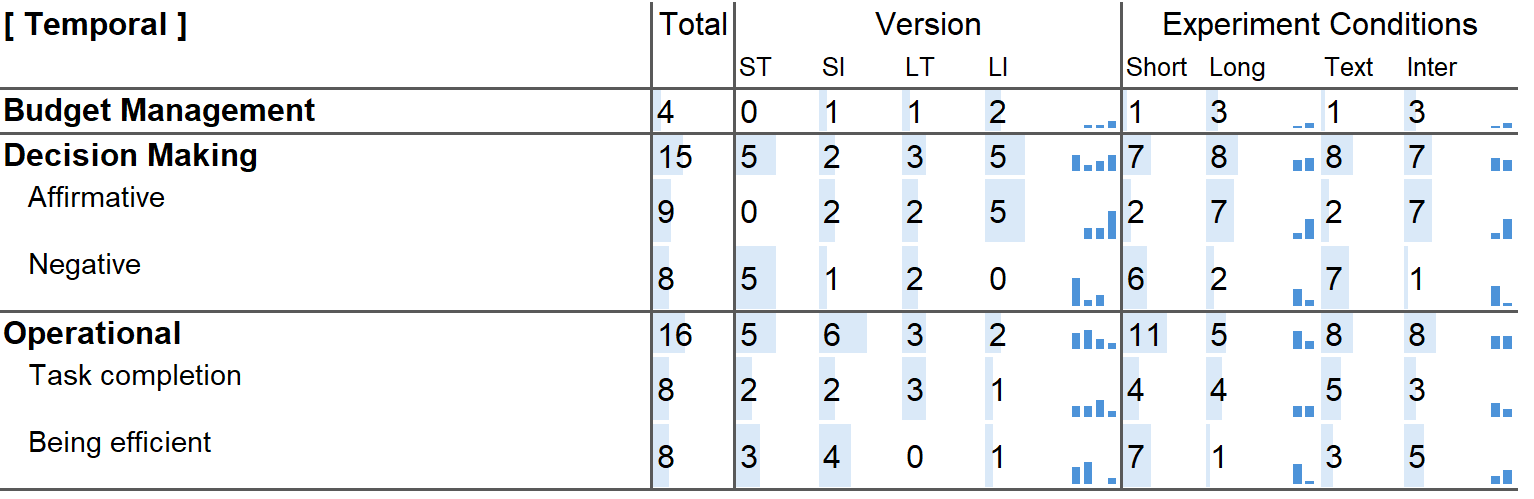 [ Temporal ] Total Version Experiment Conditions
ST SI LT LI Short Long Text Inter
Budget Management 4 0 1 1 2 1 3 1 3
Decision Making 15 5 2 3 5 7 8 8 7
Affirmative 9 0 2 2 5 2 7 2 7
Negative 8 5 1 2 0 6 2 7 1
Operational 16 5 6 3 2 11 5 8 8
Task completion 8 2 2 3 1 4 4 5 3
Being efficient 8 3 4 0 1 7 1 3 5